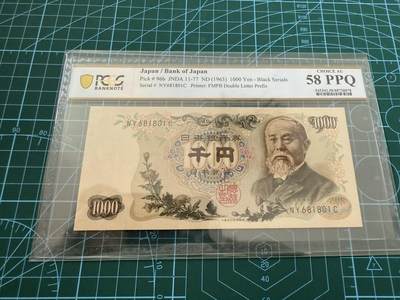 PCGS
BANKNOTE
Japan / Bank of Japan
Pick # 96b JNDA 11-77 ND (1963) 1000 Yen - Black Serials
Serial # NY681801C Printer: FMPB Double Letter Prefix
CHOICE AU
58 PPQ
NY681801C
日本銀行券
千円
1000
1000
NY681801C